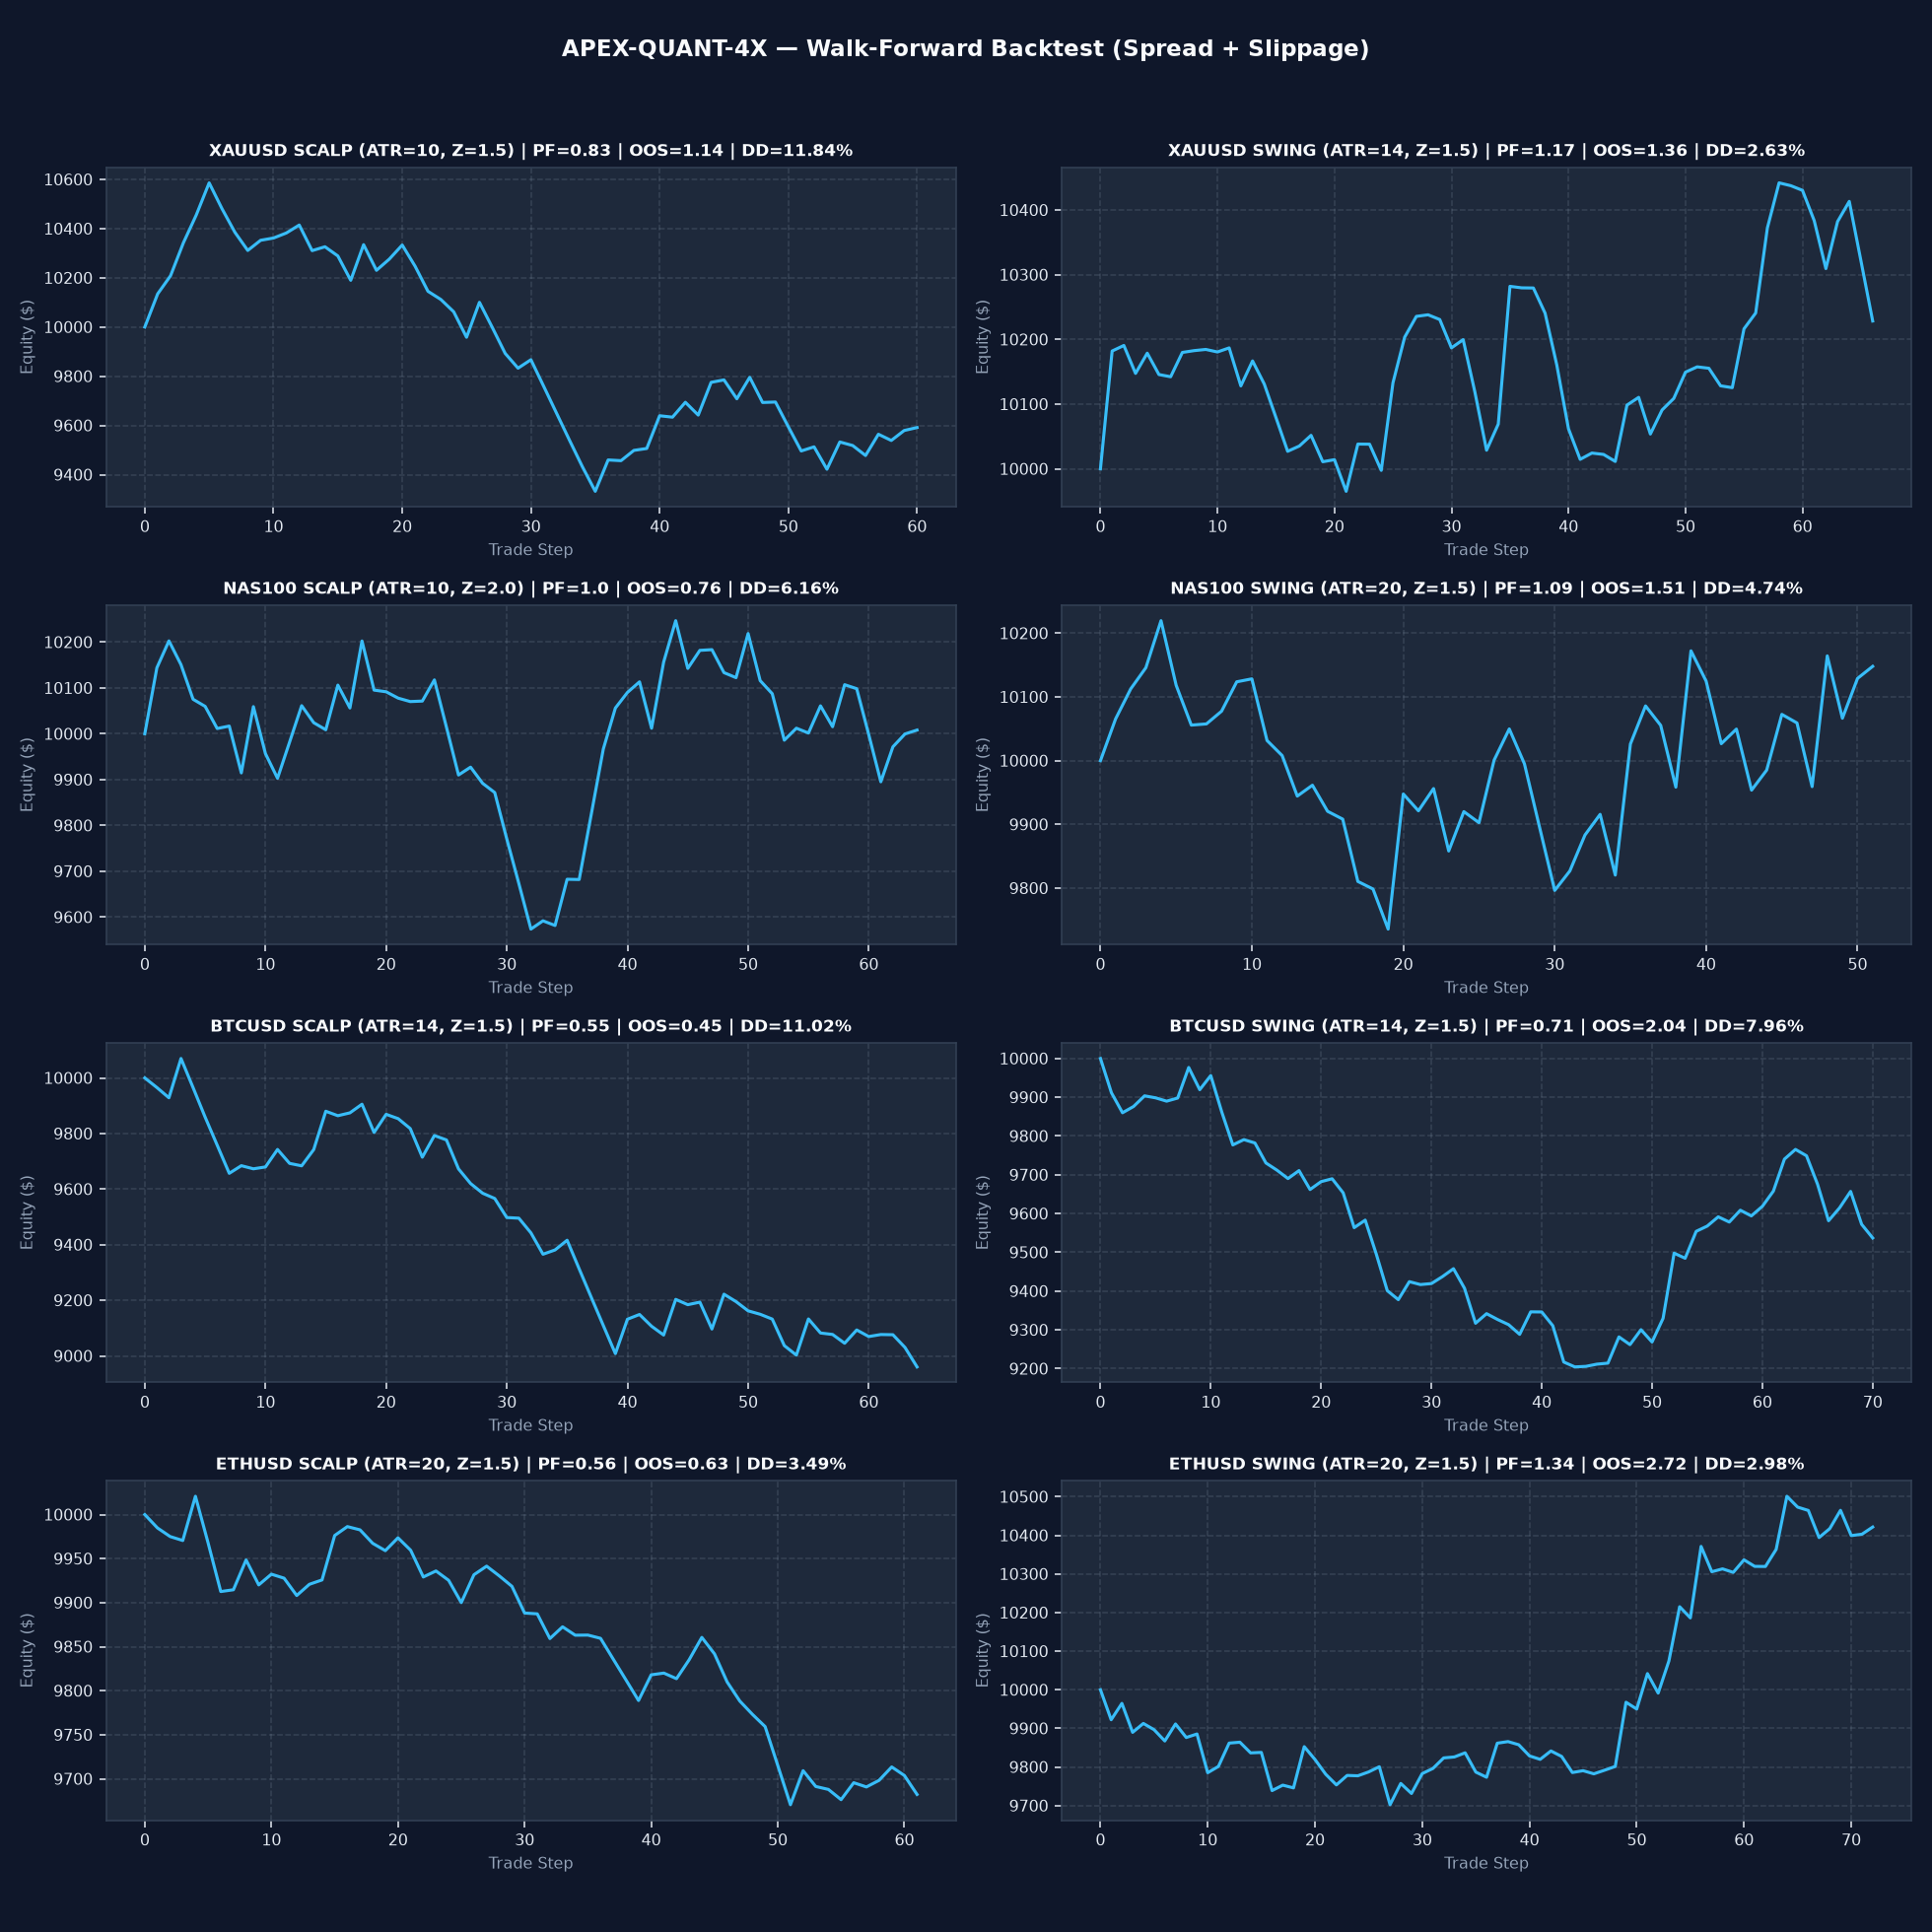 APEX-QUANT-4X — Walk-Forward Backtest (Spread + Slippage)
XAUUSD SCALP (ATR=10, Z=1.5) | PF=0.83 | OOS=1.14 | DD=11.84%
Equity ($)
10600
10400
10200
10000
9800
9600
9400
0 10 20 30 40 50 60
Trade Step
XAUUSD SWING (ATR=14, Z=1.5) | PF=1.17 | OOS=1.36 | DD=2.63%
Equity ($)
10400
10300
10200
10100
10000
0 10 20 30 40 50 60
Trade Step
NAS100 SCALP (ATR=10, Z=2.0) | PF=1.0 | OOS=0.76 | DD=6.16%
Equity ($)
10200
10100
10000
9900
9800
9700
9600
0 10 20 30 40 50 60
Trade Step
NAS100 SWING (ATR=20, Z=1.5) | PF=1.09 | OOS=1.51 | DD=4.74%
Equity ($)
10200
10100
10000
9900
9800
0 10 20 30 40 50
Trade Step
BTCUSD SCALP (ATR=14, Z=1.5) | PF=0.55 | OOS=0.45 | DD=11.02%
Equity ($)
10000
9800
9600
9400
9200
9000
0 10 20 30 40 50 60
Trade Step
BTCUSD SWING (ATR=14, Z=1.5) | PF=0.71 | OOS=2.04 | DD=7.96%
Equity ($)
10000
9900
9800
9700
9600
9500
9400
9300
9200
0 10 20 30 40 50 60 70
Trade Step
ETHUSD SCALP (ATR=20, Z=1.5) | PF=0.56 | OOS=0.63 | DD=3.49%
Equity ($)
10000
9950
9900
9850
9800
9750
9700
0 10 20 30 40 50 60
Trade Step
ETHUSD SWING (ATR=20, Z=1.5) | PF=1.34 | OOS=2.72 | DD=2.98%
Equity ($)
10500
10400
10300
10200
10100
10000
9900
9800
9700
0 10 20 30 40 50 60 70
Trade Step